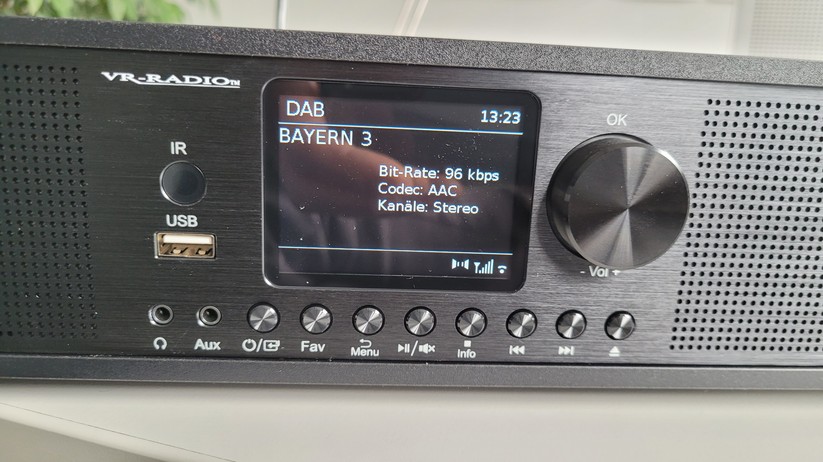 VR-RADIO™
DAB 13:23
BAYERN 3
Bit-Rate: 96 kbps
Codec: AAC
Kanäle: Stereo
OK
IR
USB
- Vol +
Aux
Fav
Menu
Info